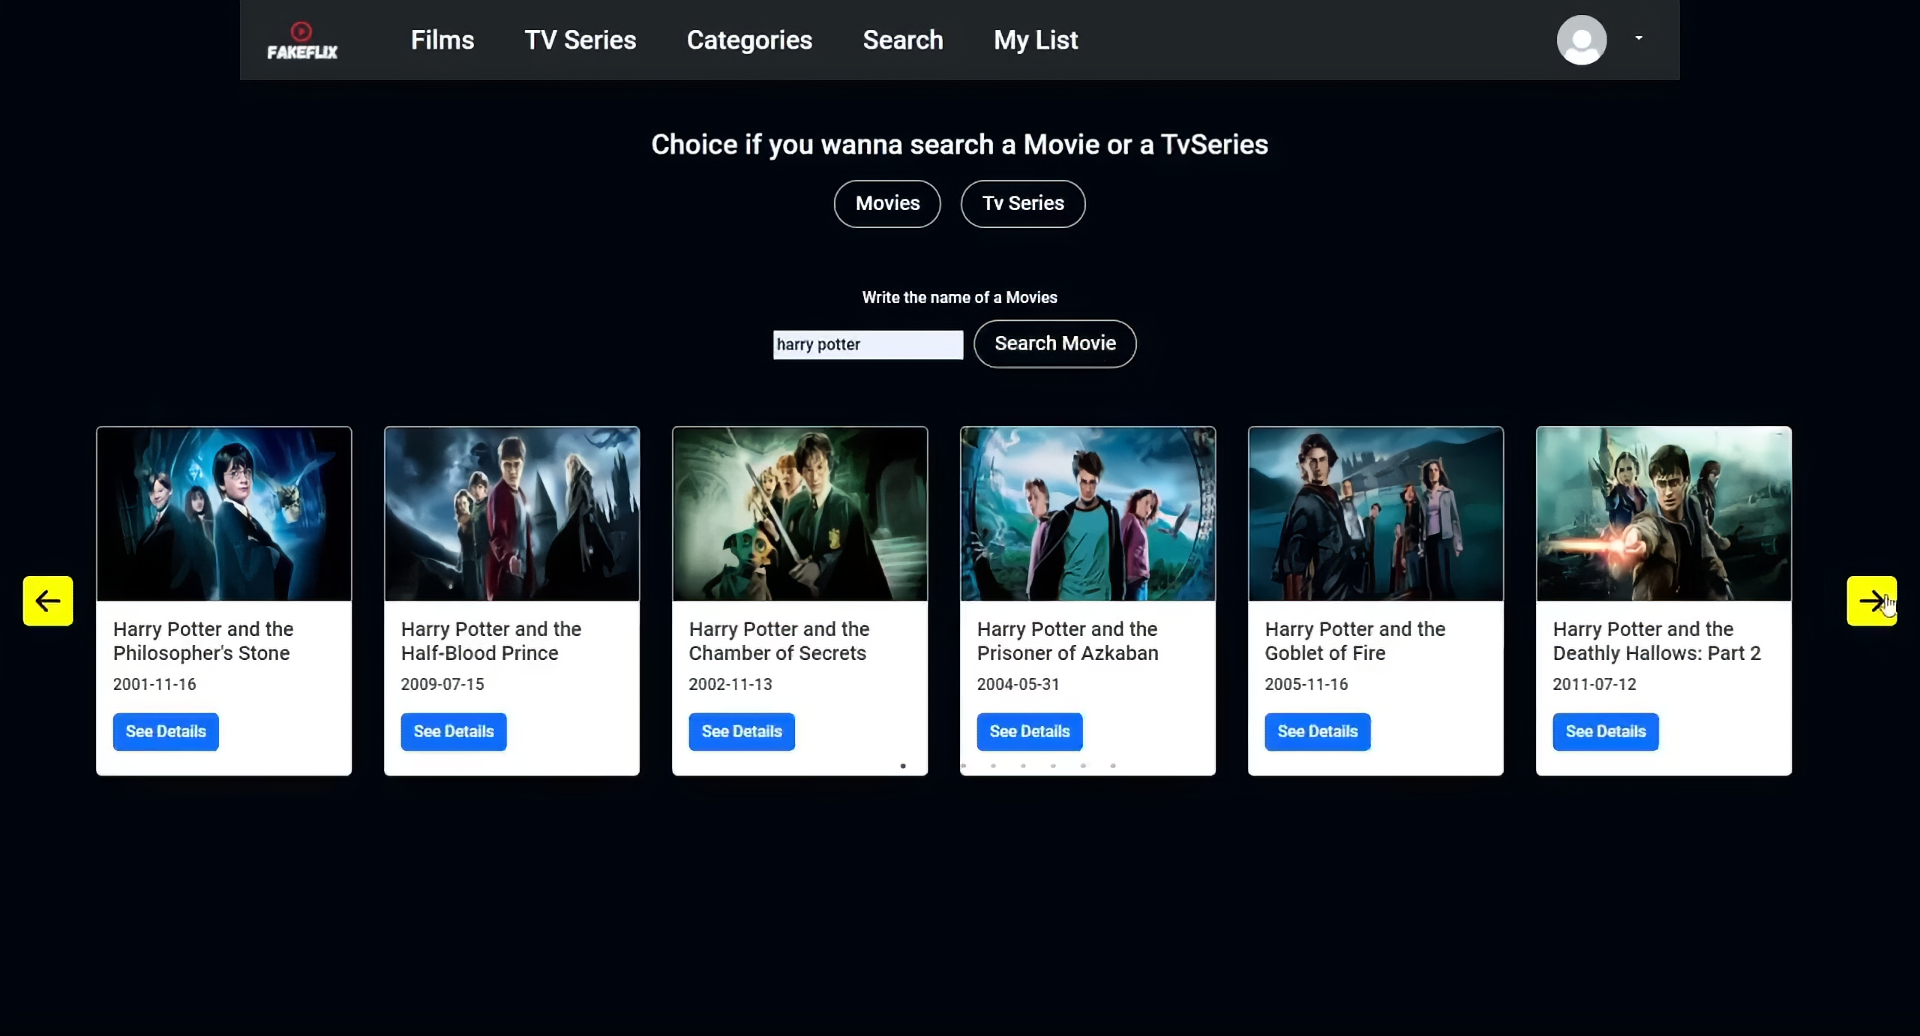 FAKEFLIX
Films
TV Series
Categories
Search
My List
Choice if you wanna search a Movie or a TvSeries
Movies
Tv Series
Write the name of a Movies
harry potter
Search Movie
Harry Potter and the
Philosopher's Stone
2001-11-16
See Details
Harry Potter and the
Half-Blood Prince
2009-07-15
See Details
Harry Potter and the
Chamber of Secrets
2002-11-13
See Details
Harry Potter and the
Prisoner of Azkaban
2004-05-31
See Details
Harry Potter and the
Goblet of Fire
2005-11-16
See Details
Harry Potter and the
Deathly Hallows: Part 2
2011-07-12
See Details